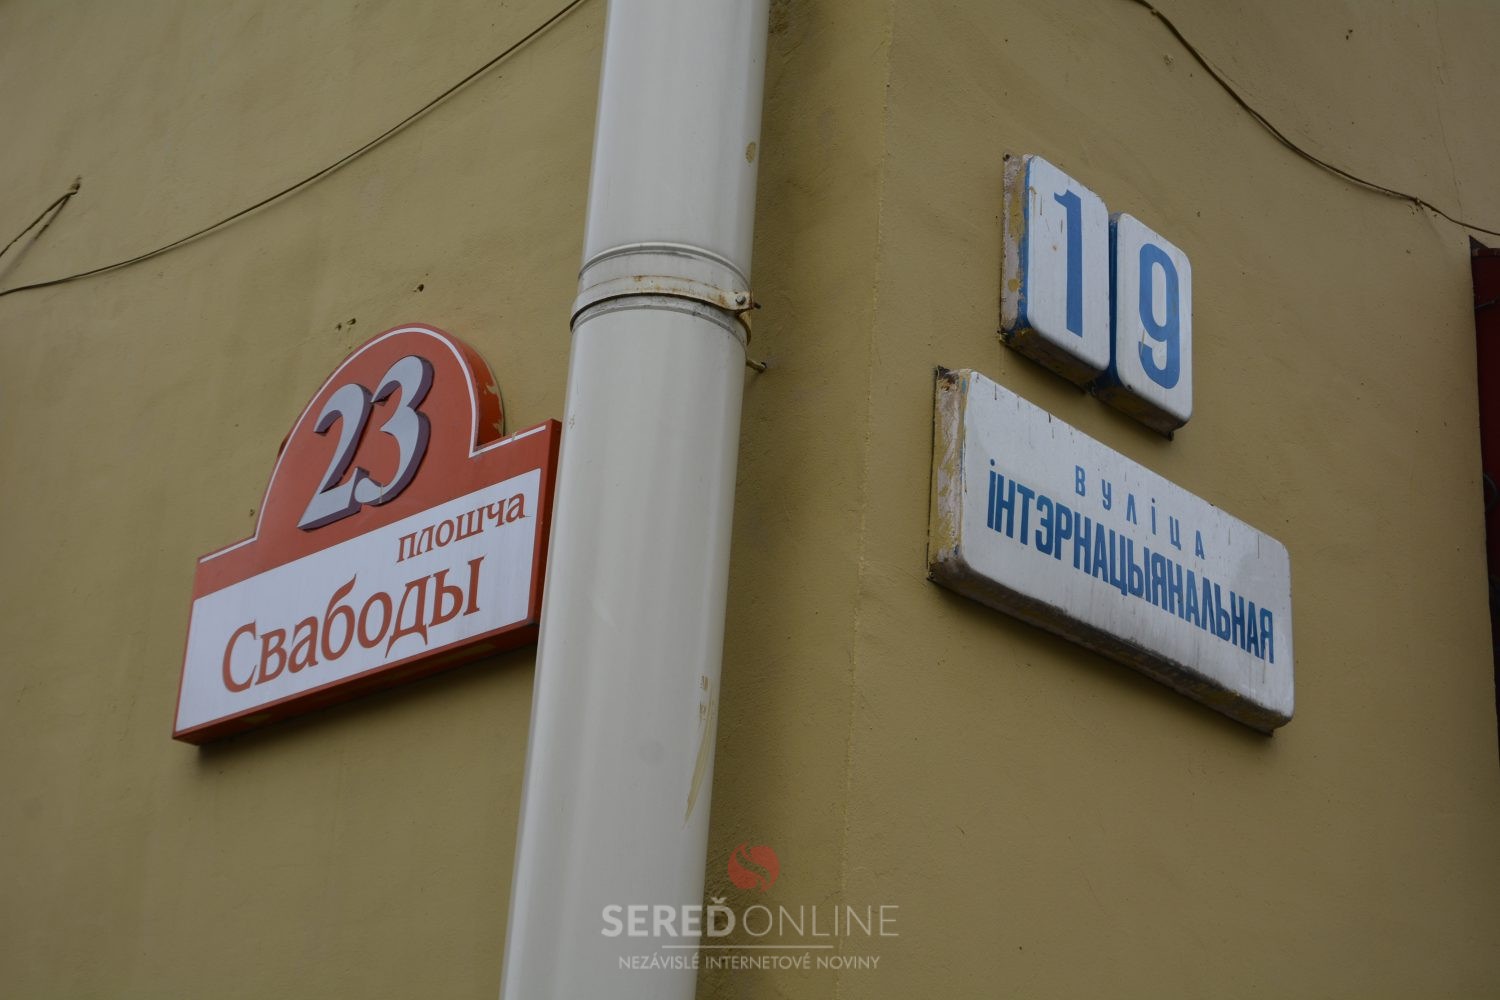 23
плошча
Свабоды
19
вуліца
інтэрнацыянальная
SEREĎONLINE
NEZÁVISLÉ INTERNETOVÉ NOVINY